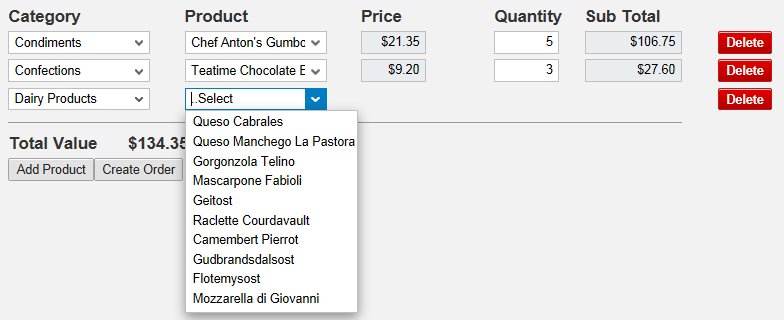 Category Product Price Quantity Sub Total
Condiments Chef Anton's Gumbo $21.35 5 $106.75 Delete
Confections Teatime Chocolate B $9.20 3 $27.60 Delete
Dairy Products ..Select Delete
Queso Cabrales
Total Value $134.35 Queso Manchego La Pastora
Add Product Create Order Gorgonzola Telino
Mascarpone Fabioli
Geitost
Raclette Courdavault
Camembert Pierrot
Gudbrandsdalsost
Flotemysost
Mozzarella di Giovanni